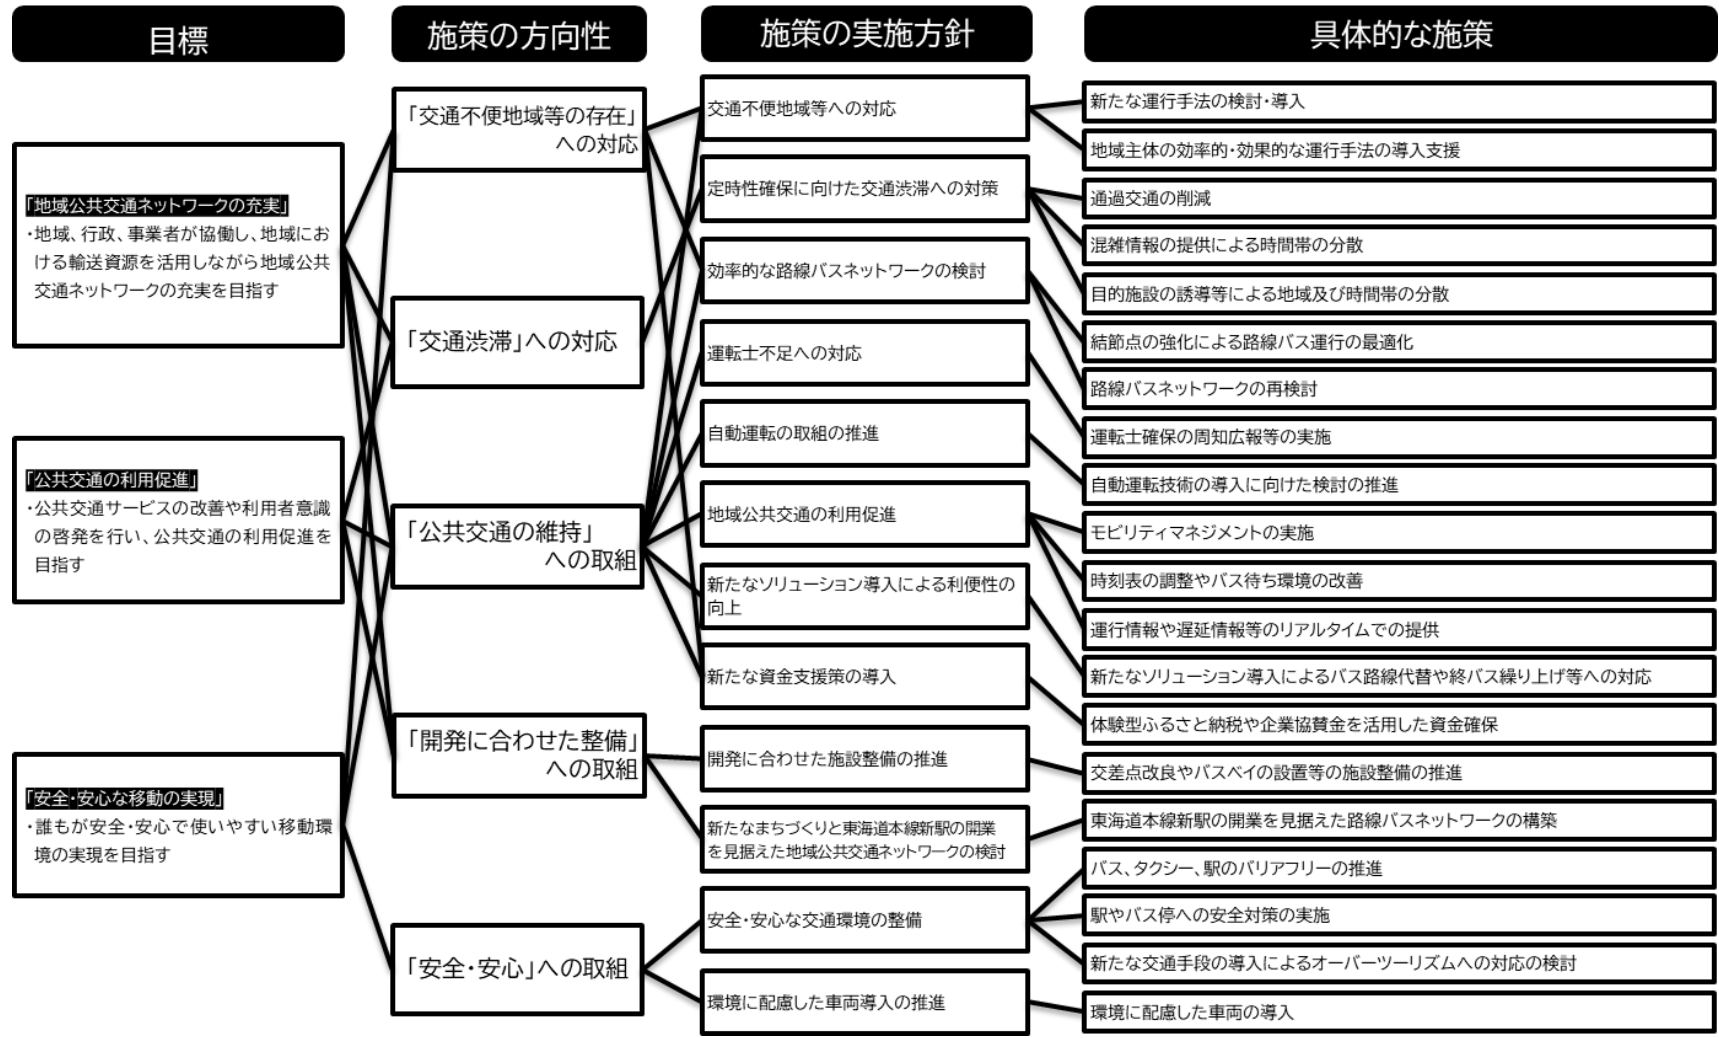 目標
施策の方向性
施策の実施方針
具体的な施策
「地域公共交通ネットワークの充実」
・地域、行政、事業者が協働し、地域にお
ける輸送資源を活用しながら地域公共
交通ネットワークの充実を目指す
「公共交通の利用促進」
・公共交通サービスの改善や利用者意識
の啓発を行い、公共交通の利用促進を
目指す
「安全・安心な移動の実現」
・誰もが安全・安心で使いやすい移動環
境の実現を目指す
「交通不便地域等の存在」
への対応
「交通渋滞」への対応
「公共交通の維持」
への取組
「開発に合わせた整備」
への取組
「安全・安心」への取組
交通不便地域等への対応
定時性確保に向けた交通渋滞への対策
効率的な路線バスネットワークの検討
運転士不足への対応
自動運転の取組の推進
地域公共交通の利用促進
新たなソリューション導入による利便性の
向上
新たな資金支援策の導入
開発に合わせた施設整備の推進
新たなまちづくりと東海道本線新駅の開業
を見据えた地域公共交通ネットワークの検討
安全・安心な交通環境の整備
環境に配慮した車両導入の推進
新たな運行手法の検討・導入
地域主体の効率的・効果的な運行手法の導入支援
通過交通の削減
混雑情報の提供による時間帯の分散
目的施設の誘導等による地域及び時間帯の分散
結節点の強化による路線バス運行の最適化
路線バスネットワークの再検討
運転士確保の周知広報等の実施
自動運転技術の導入に向けた検討の推進
モビリティマネジメントの実施
時刻表の調整やバス待ち環境の改善
運行情報や遅延情報等のリアルタイムでの提供
新たなソリューション導入によるバス路線代替や終バス繰り上げ等への対応
体験型ふるさと納税や企業協賛金を活用した資金確保
交差点改良やバスベイの設置等の施設整備の推進
東海道本線新駅の開業を見据えた路線バスネットワークの構築
バス、タクシー、駅のバリアフリーの推進
駅やバス停への安全対策の実施
新たな交通手段の導入によるオーバーツーリズムへの対応の検討
環境に配慮した車両の導入